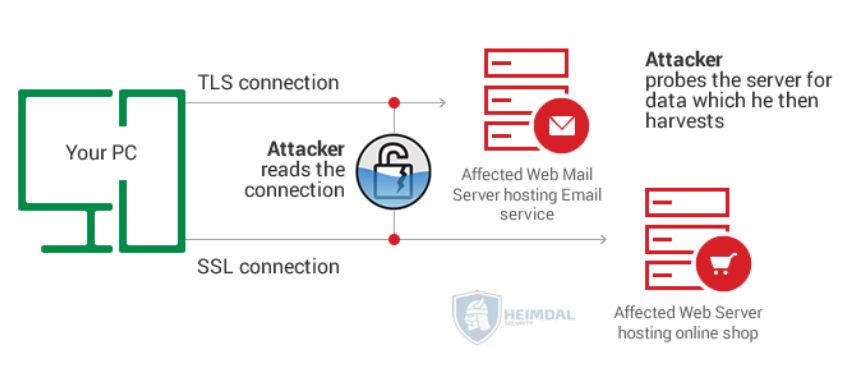 TLS connection
Your PC
Attacker
reads the
connection
SSL connection
Affected Web Mail
Server hosting Email
service
Attacker
probes the server for
data which he then
harvests
Affected Web Server
hosting online shop
HEIMDAL
SECURITY